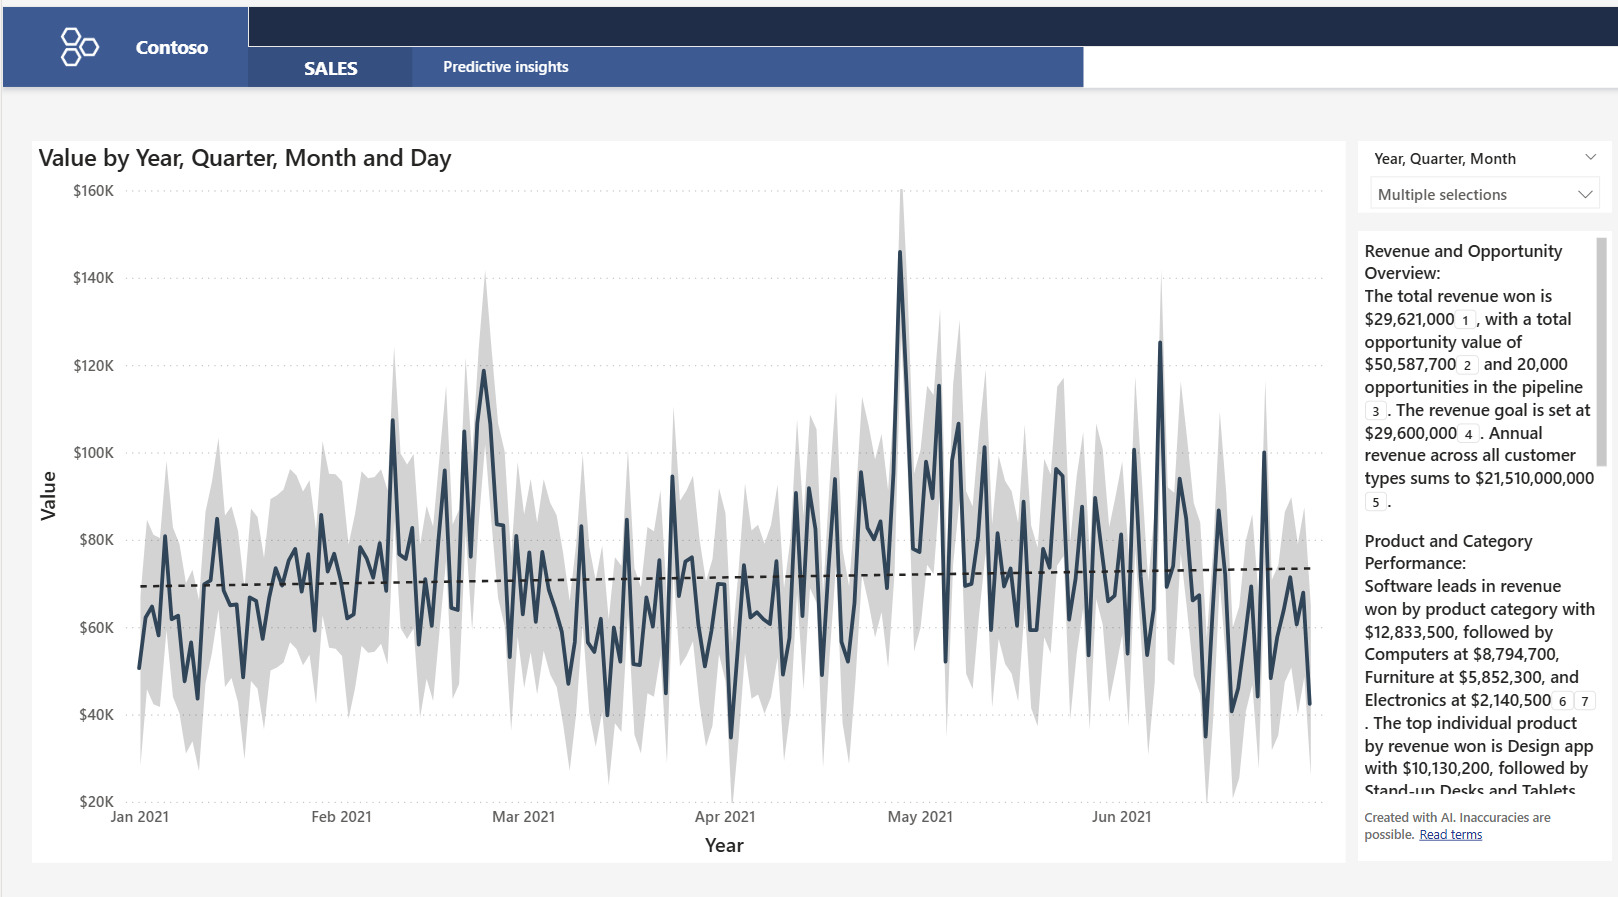 Contoso
SALES
Predictive insights
Value by Year, Quarter, Month and Day
$160K
$140K
$120K
$100K
$80K
$60K
$40K
$20K
Value
Jan 2021
Feb 2021
Mar 2021
Apr 2021
May 2021
Jun 2021
Year
Year, Quarter, Month
Multiple selections
Revenue and Opportunity
Overview:
The total revenue won is
$29,621,000 1 , with a total
opportunity value of
$50,587,700 2 and 20,000
opportunities in the pipeline
3 . The revenue goal is set at
$29,600,000 4 . Annual
revenue across all customer
types sums to $21,510,000,000
5 .
Product and Category
Performance:
Software leads in revenue
won by product category with
$12,833,500, followed by
Computers at $8,794,700,
Furniture at $5,852,300, and
Electronics at $2,140,500 6 7
. The top individual product
by revenue won is Design app
with $10,130,200, followed by
Stand-up Desks and Tablets
Created with AI. Inaccuracies are
possible. Read terms